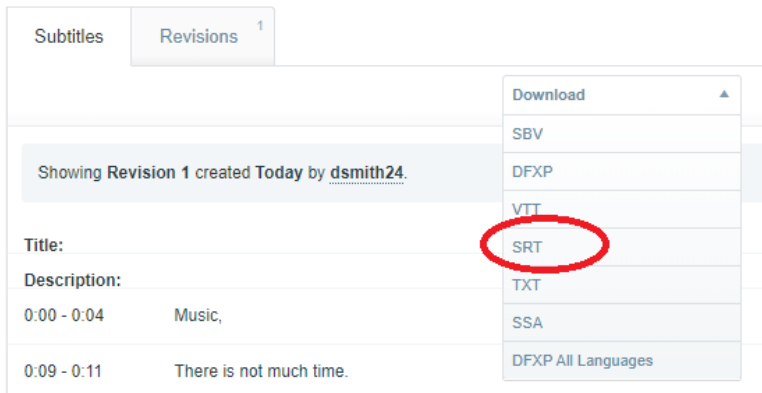 Subtitles
Revisions 1
Download
SBV
Showing Revision 1 created Today by dsmith24.
DFXP
VTT
Title:
SRT
Description:
TXT
0:00 - 0:04 Music,
SSA
DFXP All Languages
0:09 - 0:11 There is not much time.